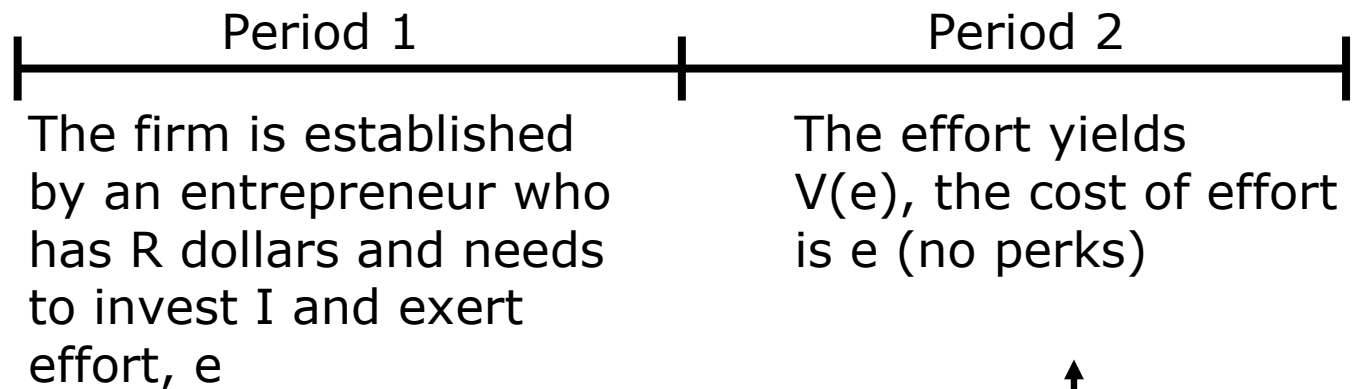 Period 1
Period 2
The firm is established
by an entrepreneur who
has R dollars and needs
to invest I and exert
effort, e
The effort yields
V(e), the cost of effort
is e (no perks)